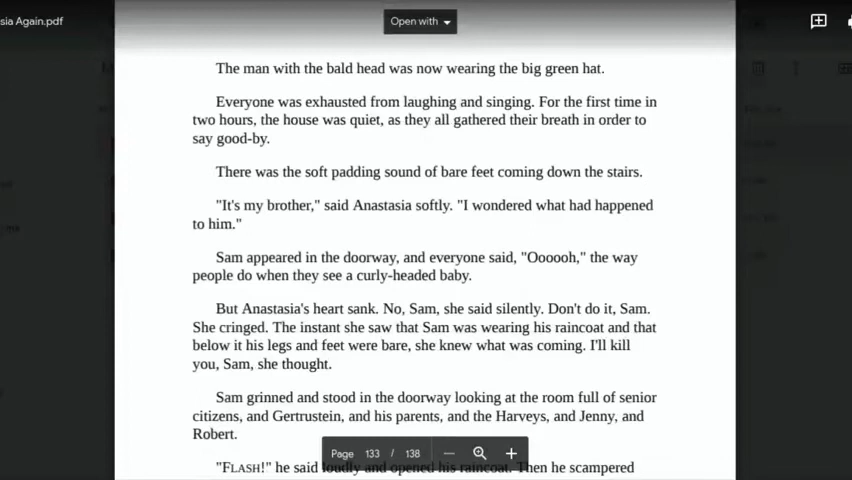 sia Again.pdf
Open with
The man with the bald head was now wearing the big green hat.
Everyone was exhausted from laughing and singing. For the first time in
two hours, the house was quiet, as they all gathered their breath in order to
say good-by.
There was the soft padding sound of bare feet coming down the stairs.
"It's my brother," said Anastasia softly. "I wondered what had happened
to him."
Sam appeared in the doorway, and everyone said, "Oooooh," the way
people do when they see a curly-headed baby.
But Anastasia's heart sank. No, Sam, she said silently. Don't do it, Sam.
She cringed. The instant she saw that Sam was wearing his raincoat and that
below it his legs and feet were bare, she knew what was coming. I'll kill
you, Sam, she thought.
Sam grinned and stood in the doorway looking at the room full of senior
citizens, and Gertrustein, and his parents, and the Harveys, and Jenny, and
Robert.
"FLASH!" he said loudly and opened his raincoat. Then he scampered
Page 133 / 138